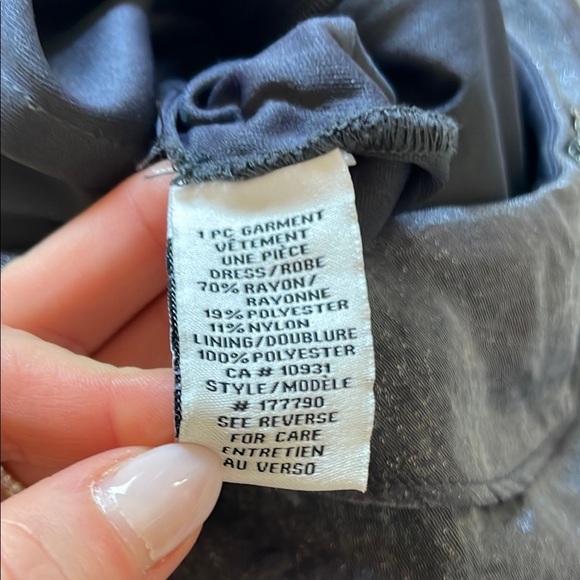 1 PC GARMENT
VÊTEMENT
UNE PIÈCE
DRESS/ROBE
70% RAYON/
RAYONNE
19% POLYESTER
11% NYLON
LINING/DOUBLURE
100% POLYESTER
CA # 10931
STYLE/MODÈLE
# 177790
SEE REVERSE
FOR CARE
ENTRETIEN
AU VERSO